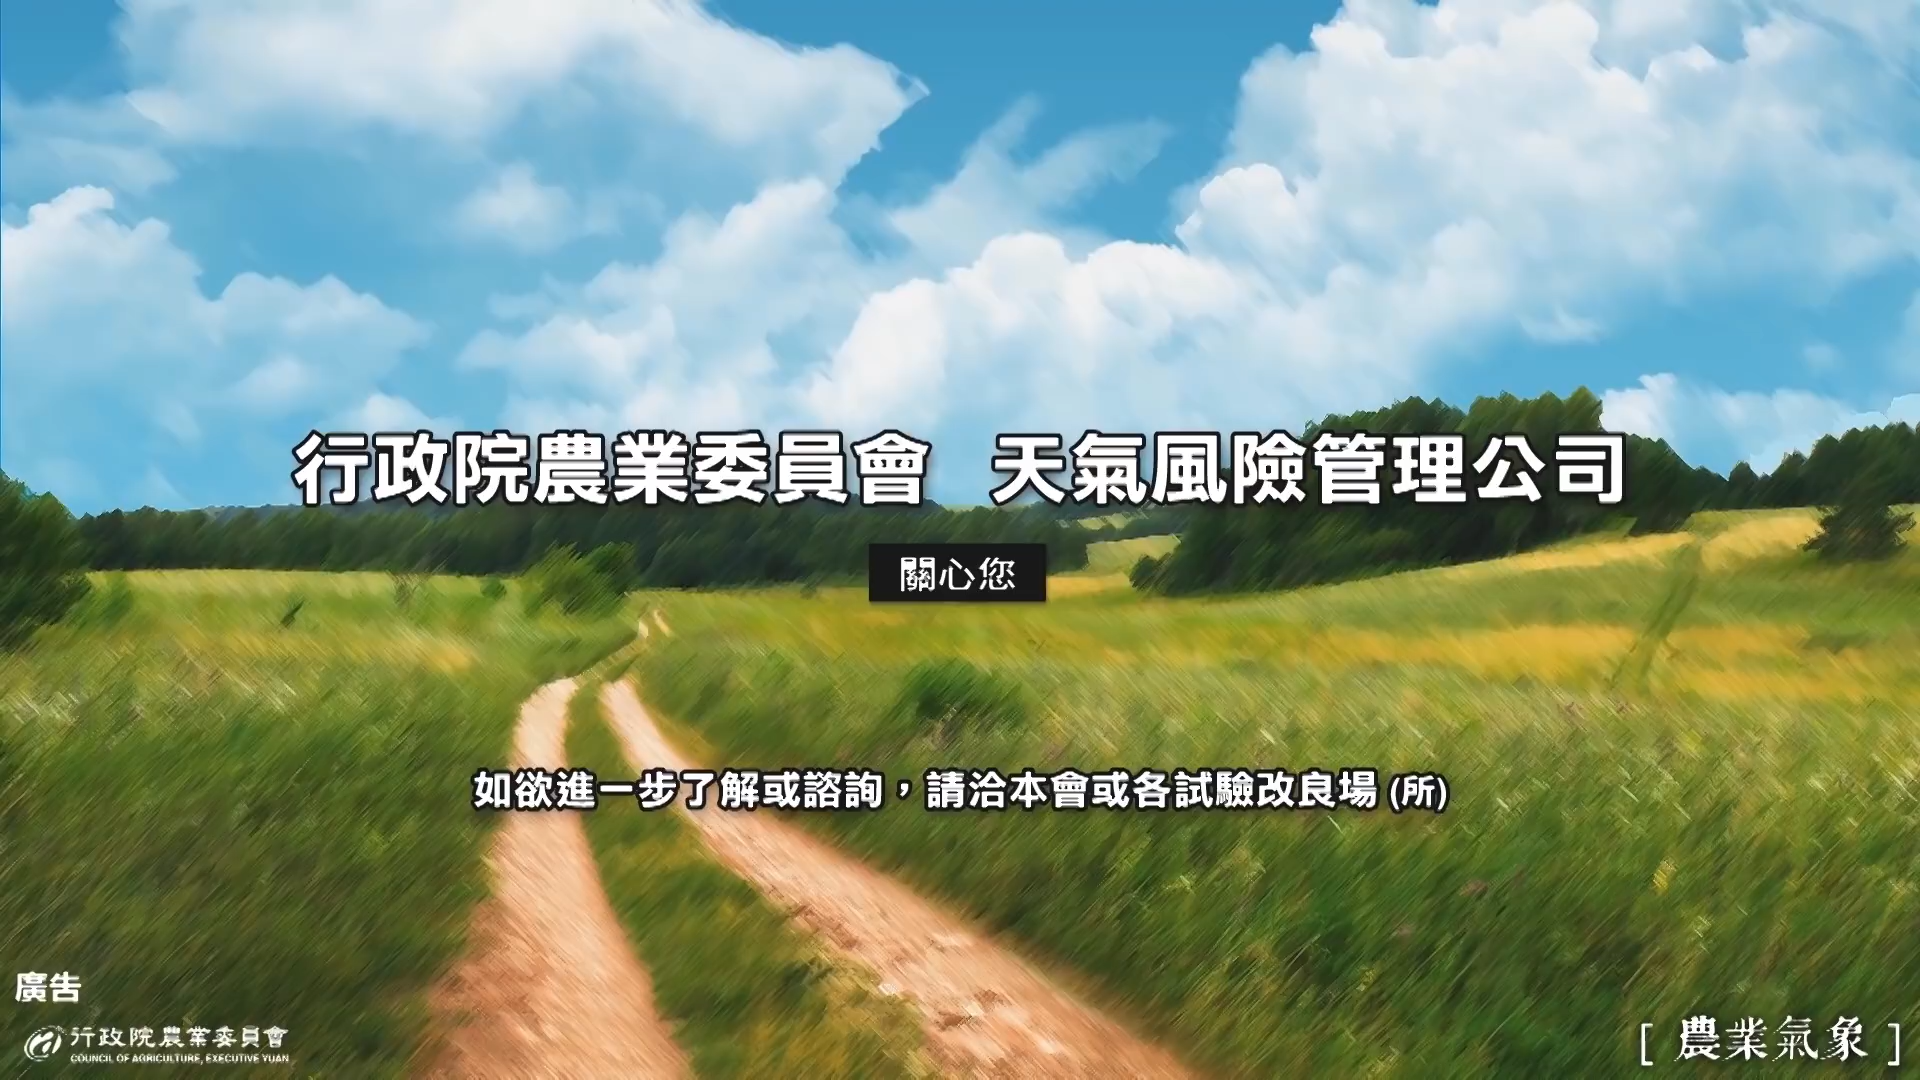 行政院農業委員會 天氣風險管理公司
關心您
如欲進一步了解或諮詢，請洽本會或各試驗改良場(所)
廣告
行政院農業委員會
COUNCIL OF AGRICULTURE, EXECUTIVE YUAN
[ 農業氣象 ]